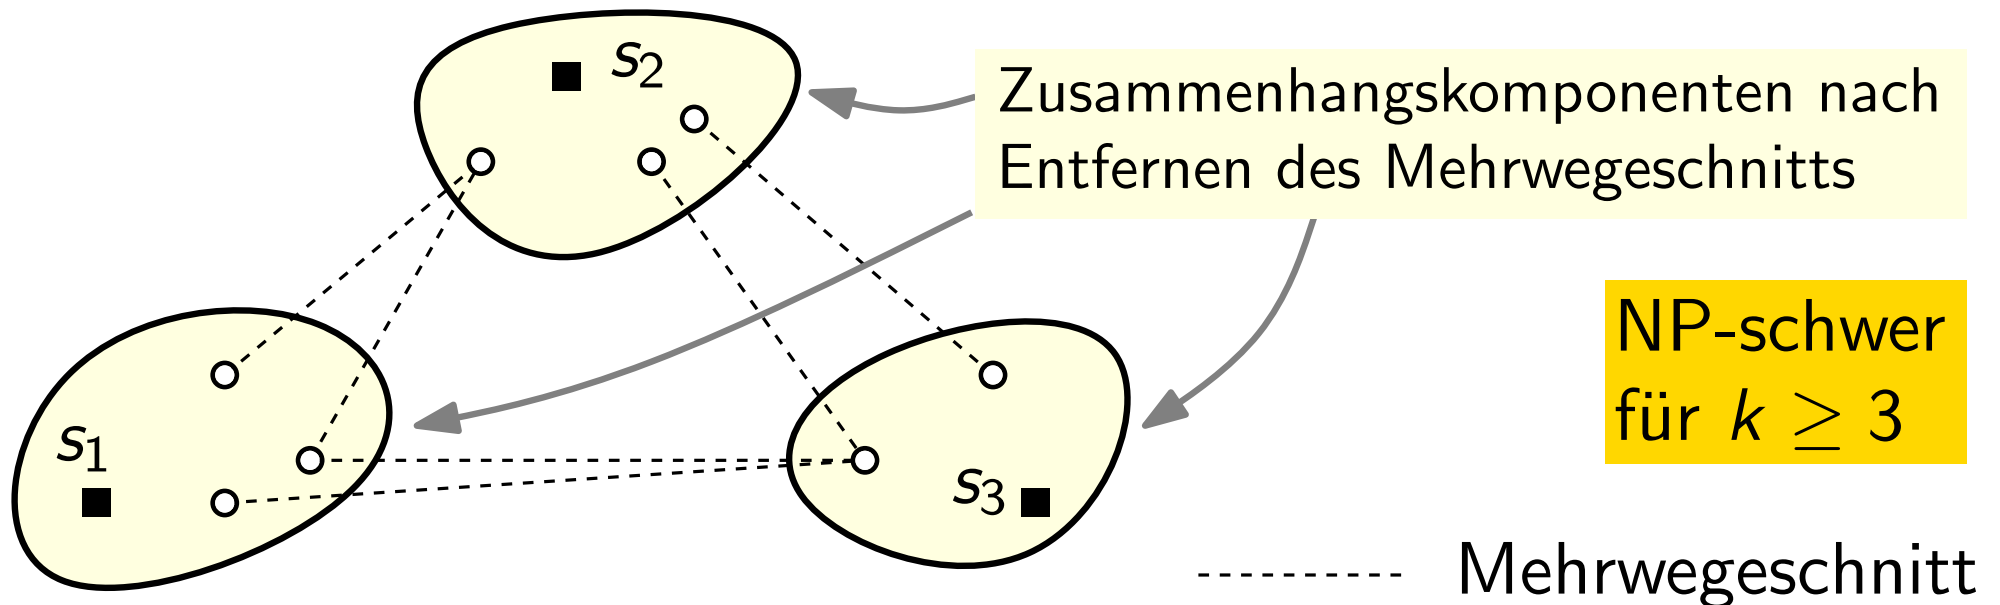 s2
Zusammenhangskomponenten nach
Entfernen des Mehrwegeschnitts
NP-schwer
für k ≥ 3
s1
s3
Mehrwegeschnitt